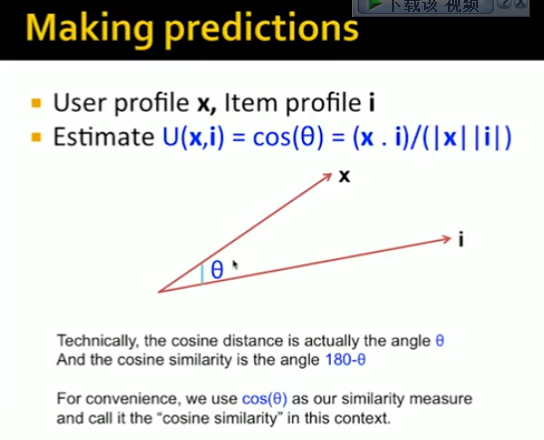 下载该 视频
Making predictions
User profile x, Item profile i
Estimate U(x,i) = cos(θ) = (x . i)/(|x||i|)
x
i
θ
Technically, the cosine distance is actually the angle θ
And the cosine similarity is the angle 180-θ
For convenience, we use cos(θ) as our similarity measure
and call it the “cosine similarity” in this context.